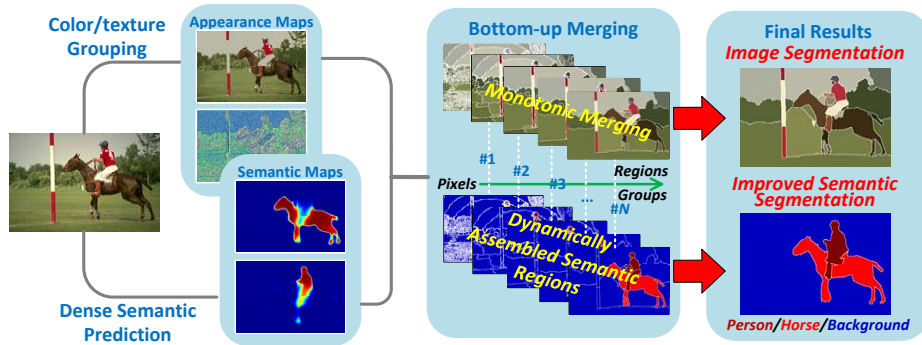 Color/texture
Grouping
Appearance Maps
Semantic Maps
Dense Semantic
Prediction
Bottom-up Merging
Monotonic Merging
#1
#2
#3
...
#N
Pixels
Regions
Groups
Dynamically
Assembled Semantic
Regions
Final Results
Image Segmentation
Improved Semantic
Segmentation
Person/Horse/Background